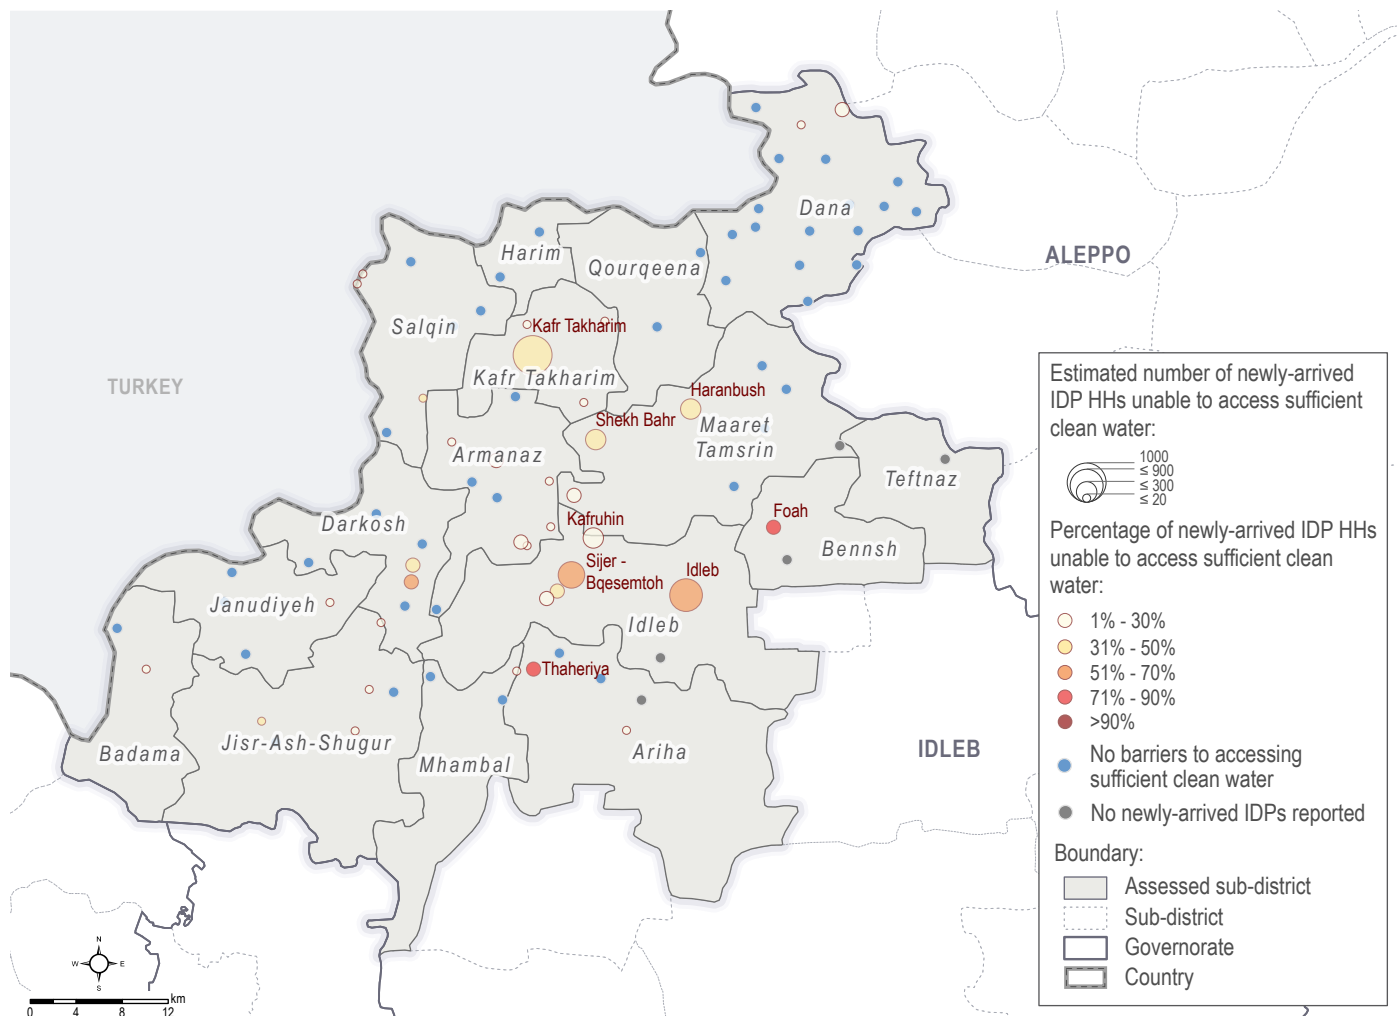 Dana
ALEPPO
Harim
Qourqeena
Salqin
Kafr Takharim
Kafr Takharim
TURKEY
Haranbush
Shekh Bahr
Maaret
Tamsrin
Armanaz
Teftnaz
Darkosh
Kafruhin
Foah
Bennsh
Sijer -
Bqesemtoh
Idleb
Janudiyeh
Idleb
Thaheriya
Badama
Jisr-Ash-Shugur
Mhambal
Ariha
IDLEB
Estimated number of newly-arrived
IDP HHs unable to access sufficient
clean water:
1000
≤ 900
≤ 300
≤ 20
Percentage of newly-arrived IDP HHs
unable to access sufficient clean
water:
1% - 30%
31% - 50%
51% - 70%
71% - 90%
>90%
No barriers to accessing
sufficient clean water
No newly-arrived IDPs reported
Boundary:
Assessed sub-district
Sub-district
Governorate
Country
N
W E
S
km
0 4 8 12